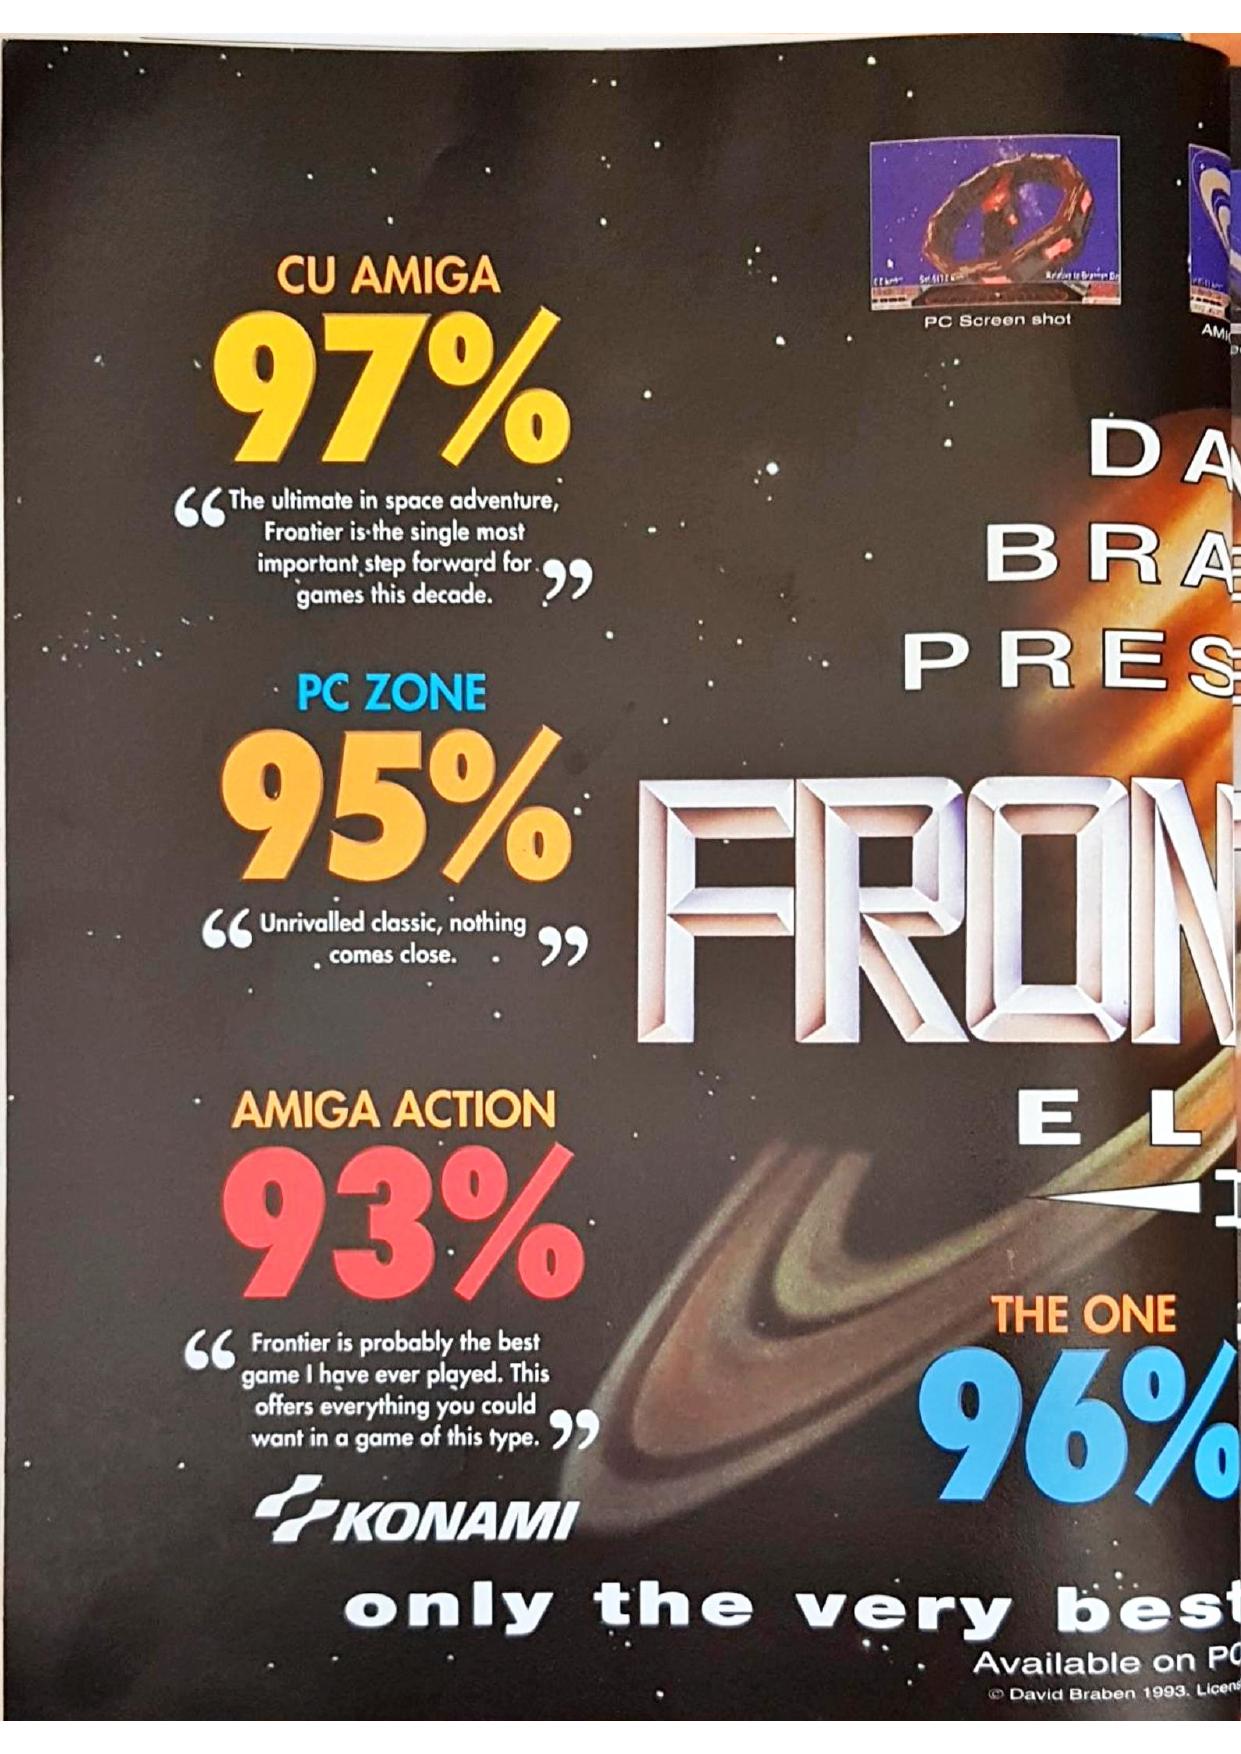 CU AMIGA
97%
“ The ultimate in space adventure,
Frontier is the single most
important step forward for
games this decade. ”
PC ZONE
95%
“ Unrivalled classic, nothing
comes close. ”
AMIGA ACTION
93%
“ Frontier is probably the best
game I have ever played. This
offers everything you could
want in a game of this type. ”
KONAMI
PC Screen shot
AMI
DA
BRA
PRES
FRON
EL
I
THE ONE
96%
only the very best
Available on PC
© David Braben 1993. Licens